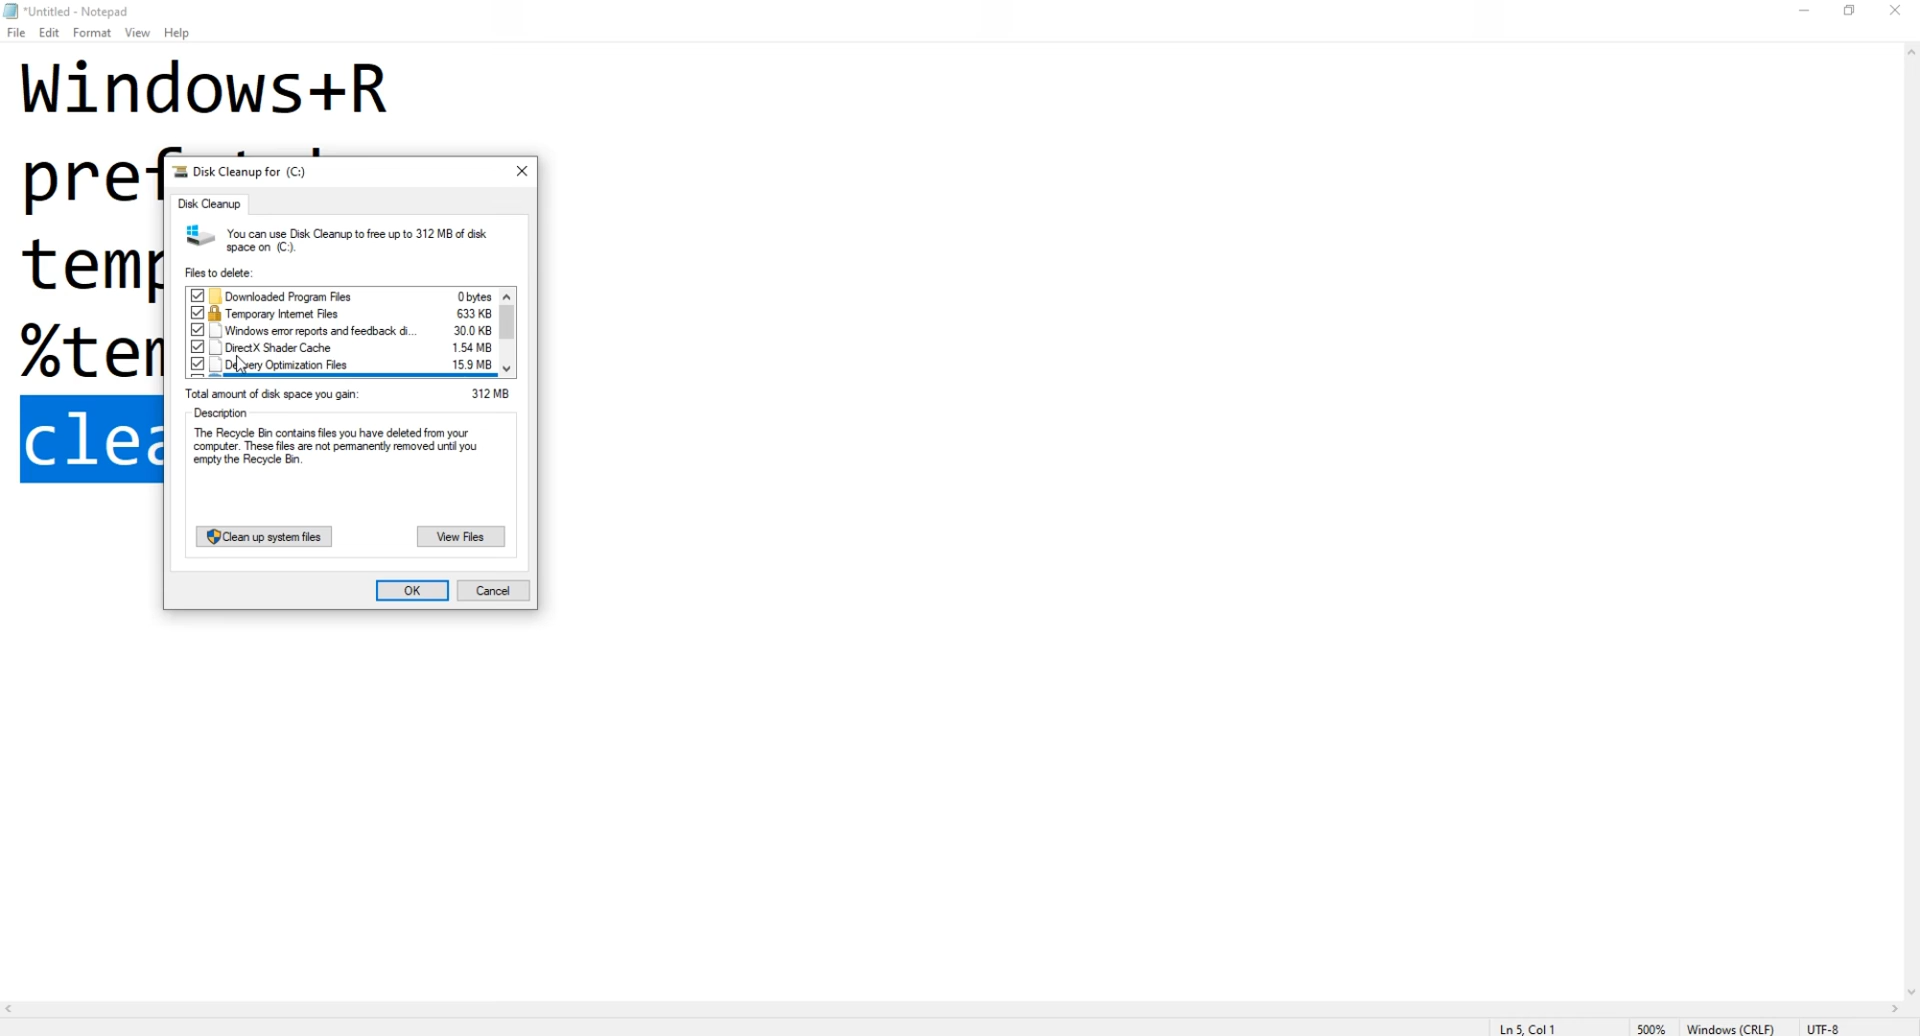 *Untitled - Notepad
File Edit Format View Help
Windows+R
Disk Cleanup for (C:)
Disk Cleanup
You can use Disk Cleanup to free up to 312 MB of disk
space on (C:).
Files to delete:
Downloaded Program Files 0 bytes
Temporary Internet Files 633 KB
Windows error reports and feedback di... 30.0 KB
DirectX Shader Cache 1.54 MB
Delivery Optimization Files 15.9 MB
Total amount of disk space you gain: 312 MB
Description
The Recycle Bin contains files you have deleted from your
computer. These files are not permanently removed until you
empty the Recycle Bin.
Clean up system files View Files
OK Cancel
Ln 5, Col 1 500% Windows (CRLF) UTF-8